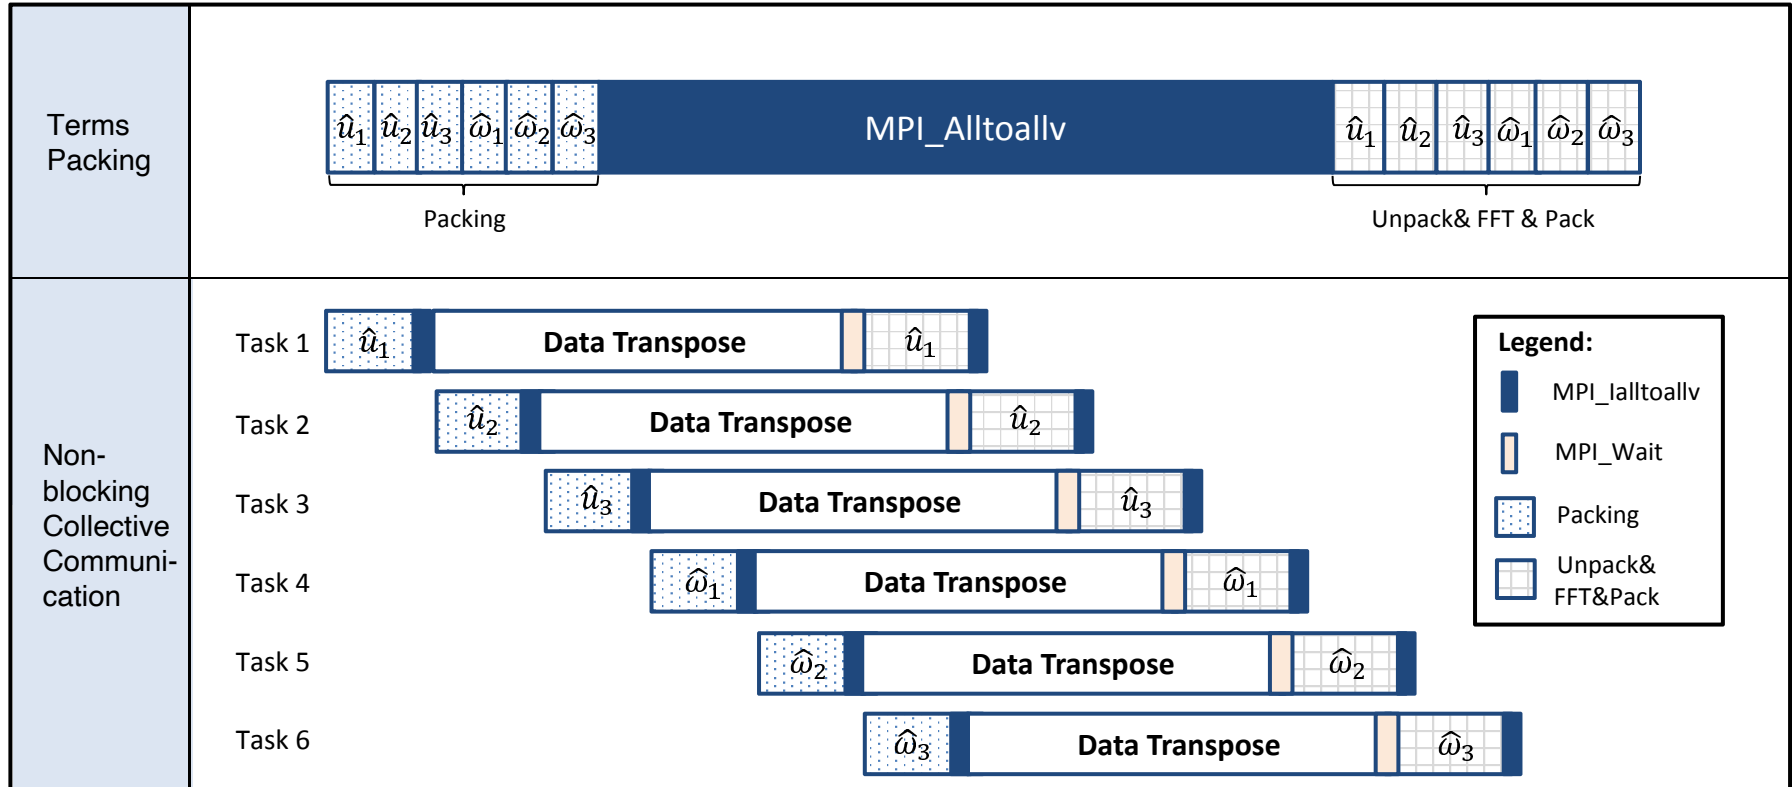 Terms
Packing
û₁ û₂ û₃ ω̂₁ ω̂₂ ω̂₃ MPI_Alltoallv û₁ û₂ û₃ ω̂₁ ω̂₂ ω̂₃
Packing
Unpack& FFT & Pack
Non-
blocking
Collective
Communi-
cation
Task 1 û₁ Data Transpose û₁
Task 2 û₂ Data Transpose û₂
Task 3 û₃ Data Transpose û₃
Task 4 ω̂₁ Data Transpose ω̂₁
Task 5 ω̂₂ Data Transpose ω̂₂
Task 6 ω̂₃ Data Transpose ω̂₃
Legend:
MPI_Ialltoallv
MPI_Wait
Packing
Unpack&
FFT&Pack